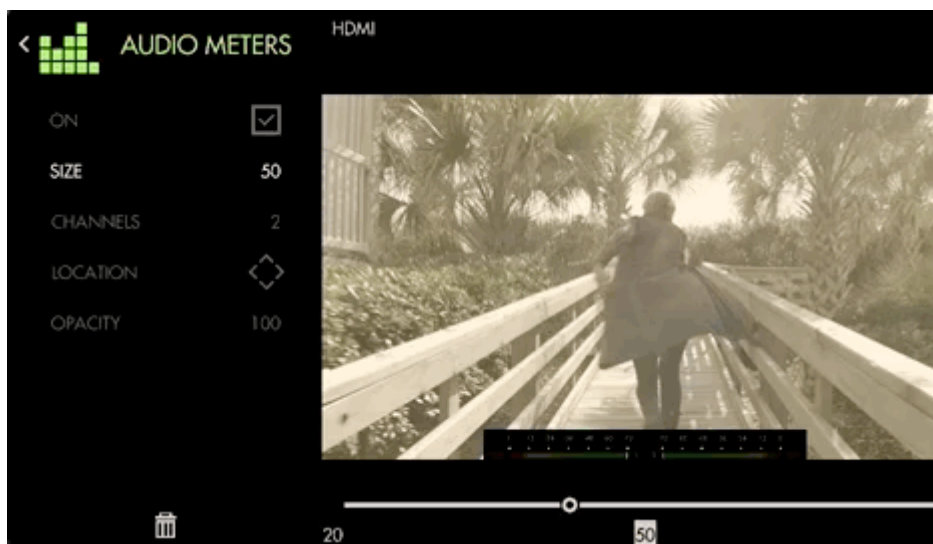 AUDIO METERS
HDMI
ON
SIZE 50
CHANNELS 2
LOCATION
OPACITY 100
20
50